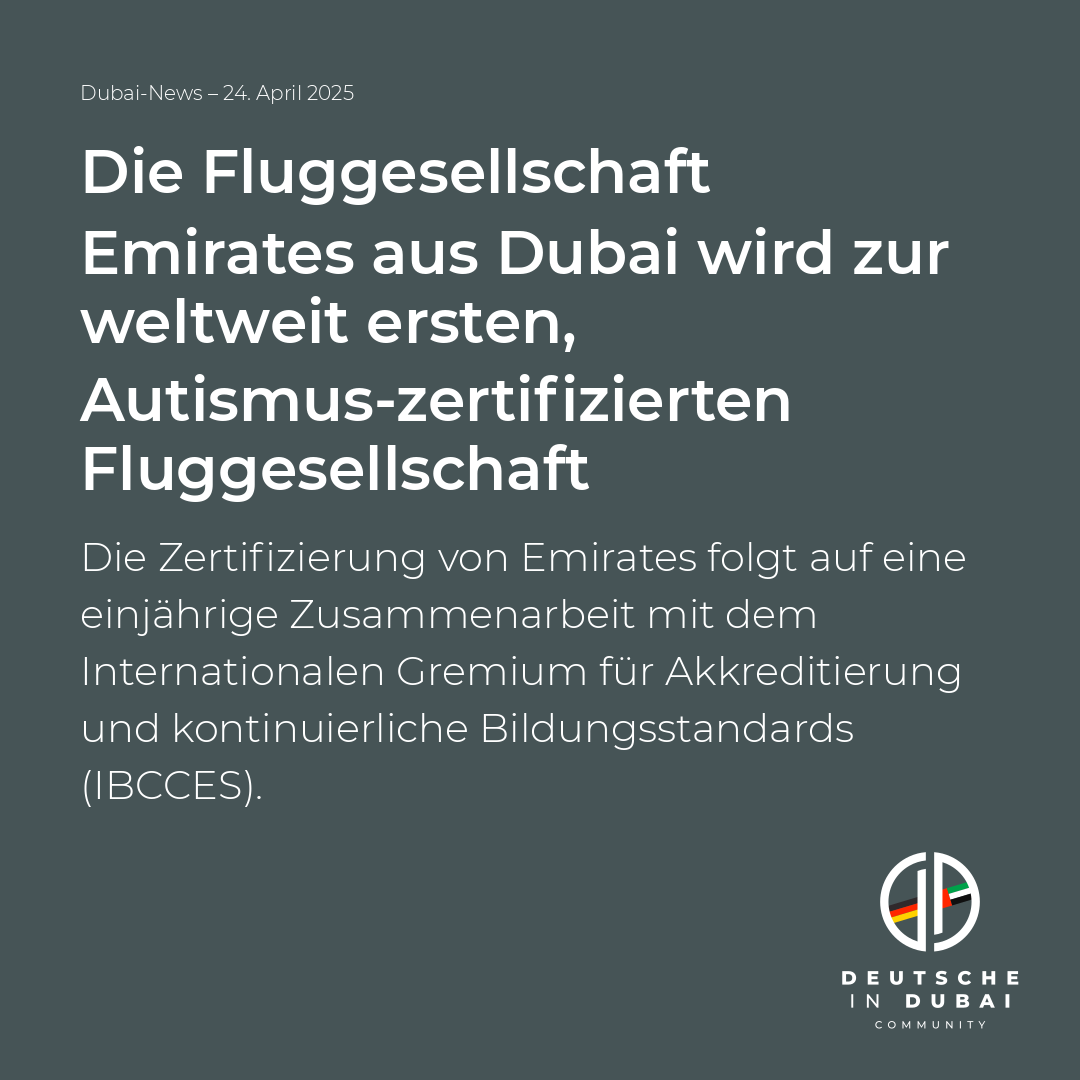 Dubai-News – 24. April 2025
Die Fluggesellschaft
Emirates aus Dubai wird zur
weltweit ersten,
Autismus-zertifizierten
Fluggesellschaft
Die Zertifizierung von Emirates folgt auf eine
einjährige Zusammenarbeit mit dem
Internationalen Gremium für Akkreditierung
und kontinuierliche Bildungsstandards
(IBCCES).
DEUTSCHE
IN DUBAI
COMMUNITY